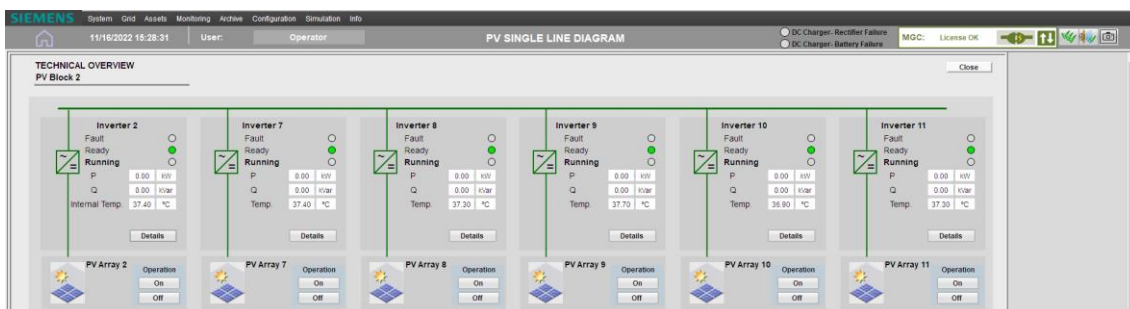 SIEMENS System Grid Assets Monitoring Archive Configuration Simulation Info
11/16/2022 15:28:31 User: Operator PV SINGLE LINE DIAGRAM DC Charger- Rectifier Failure MGC: License OK
DC Charger- Battery Failure
TECHNICAL OVERVIEW Close
PV Block 2
Inverter 2 Inverter 7 Inverter 8 Inverter 9 Inverter 10 Inverter 11
Fault Fault Fault Fault Fault Fault
Ready Ready Ready Ready Ready Ready
Running Running Running Running Running Running
P 0.00 kW P 0.00 kW P 0.00 kW P 0.00 kW P 0.00 kW P 0.00 kW
Q 0.00 kVar Q 0.00 kVar Q 0.00 kVar Q 0.00 kVar Q 0.00 kVar Q 0.00 kVar
Internal Temp. 37.40 °C Temp. 37.40 °C Temp. 37.30 °C Temp. 37.70 °C Temp. 36.90 °C Temp. 37.30 °C
Details Details Details Details Details Details
PV Array 2 Operation PV Array 7 Operation PV Array 8 Operation PV Array 9 Operation PV Array 10 Operation PV Array 11 Operation
On On On On On On
Off Off Off Off Off Off